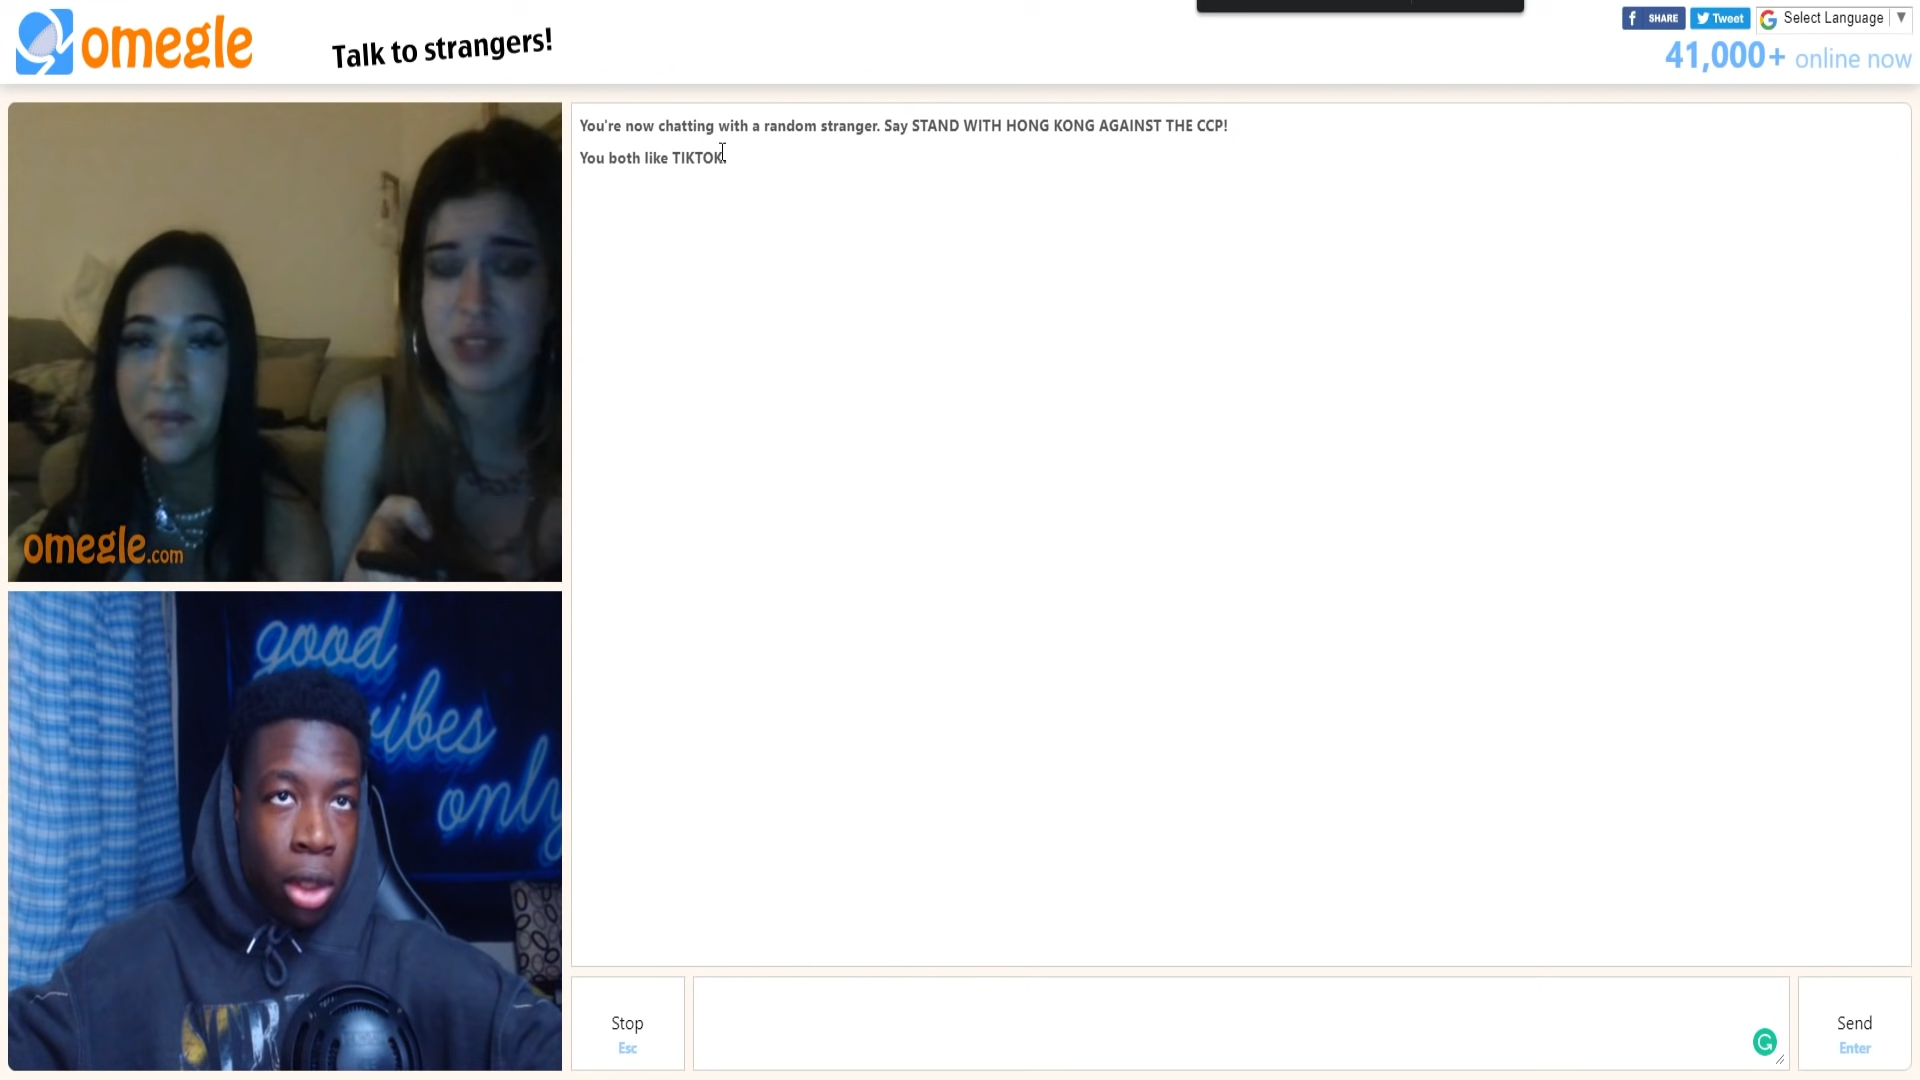 omegle
Talk to strangers!
SHARE
Tweet
Select Language
41,000+ online now
You're now chatting with a random stranger. Say STAND WITH HONG KONG AGAINST THE CCP!
You both like TIKTOK.
omegle.com
good
vibes
only
Stop
Esc
Send
Enter